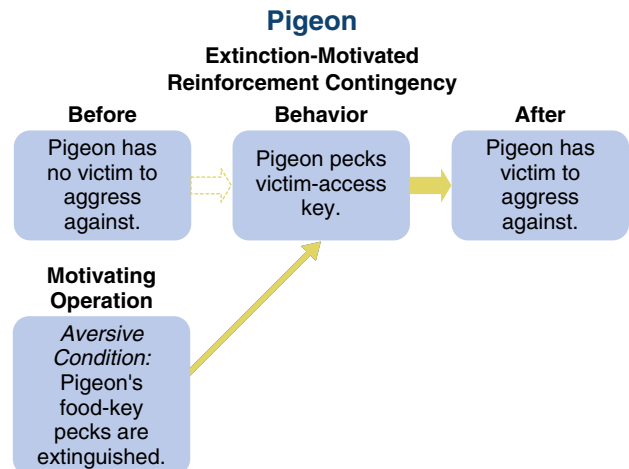 Pigeon
Extinction-Motivated
Reinforcement Contingency
Before
Behavior
After
Pigeon has
no victim to
aggress
against.
Pigeon pecks
victim-access
key.
Pigeon has
victim to
aggress
against.
Motivating
Operation
Aversive
Condition:
Pigeon's
food-key
pecks are
extinguished.